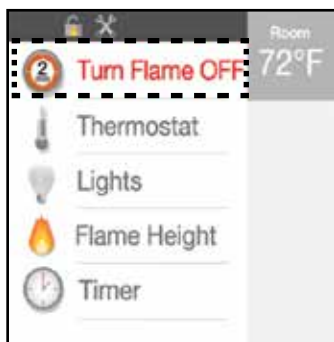 Room
72°F
2
Turn Flame OFF
Thermostat
Lights
Flame Height
Timer